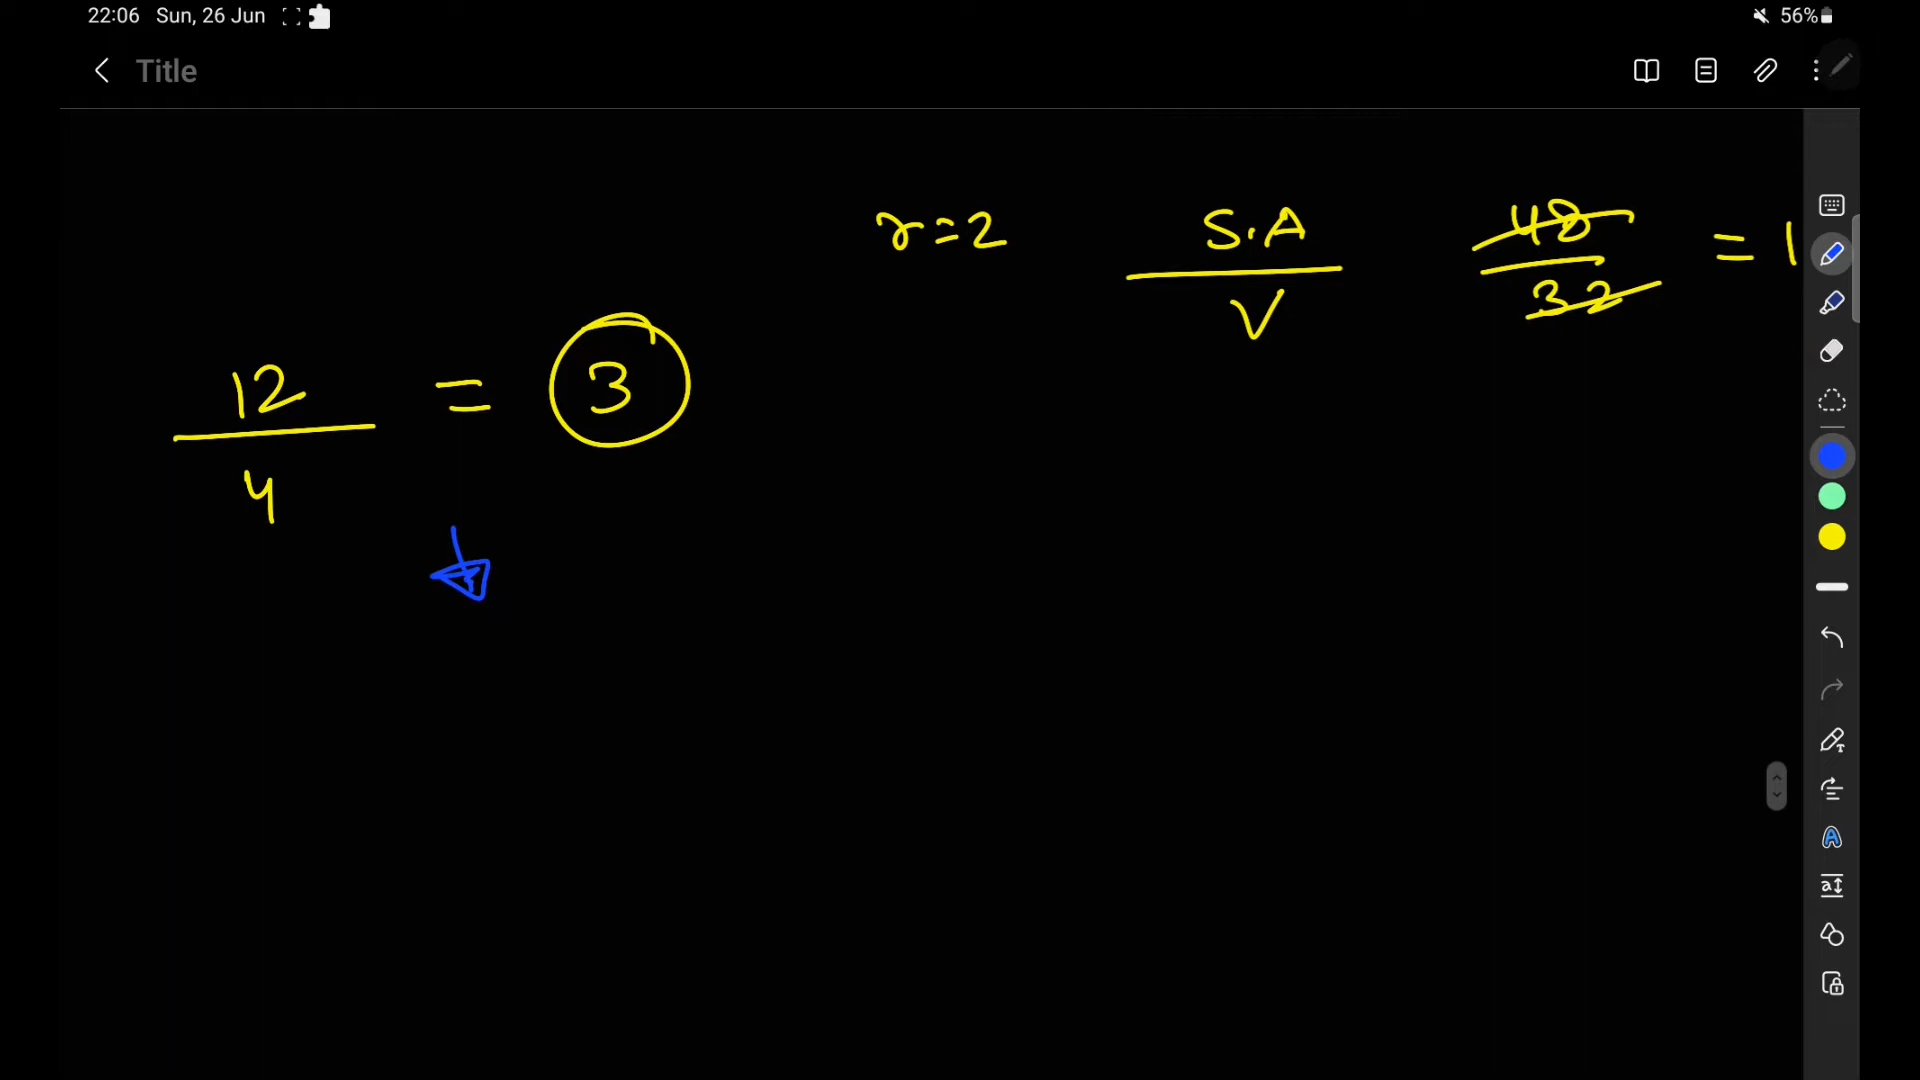 22:06 Sun, 26 Jun 56%
Title
r=2 S.A 48 = 1
V 32
12 = 3
4